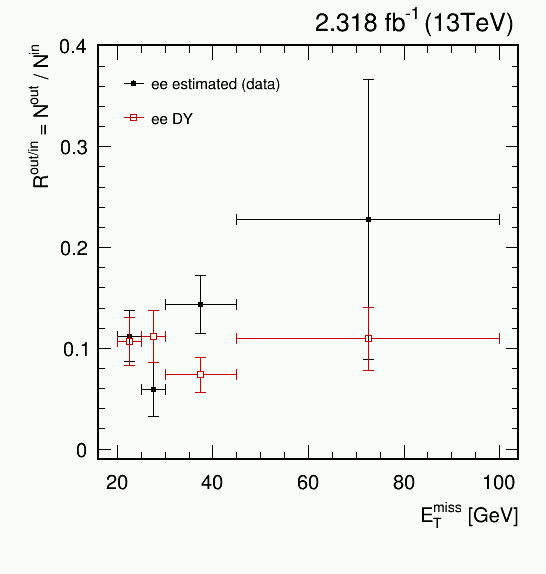 2.318 fb-1 (13TeV)
Rout/in = Nout / Nin
0.4
0.3
0.2
0.1
0
ee estimated (data)
ee DY
20 40 60 80 100
ETmiss [GeV]